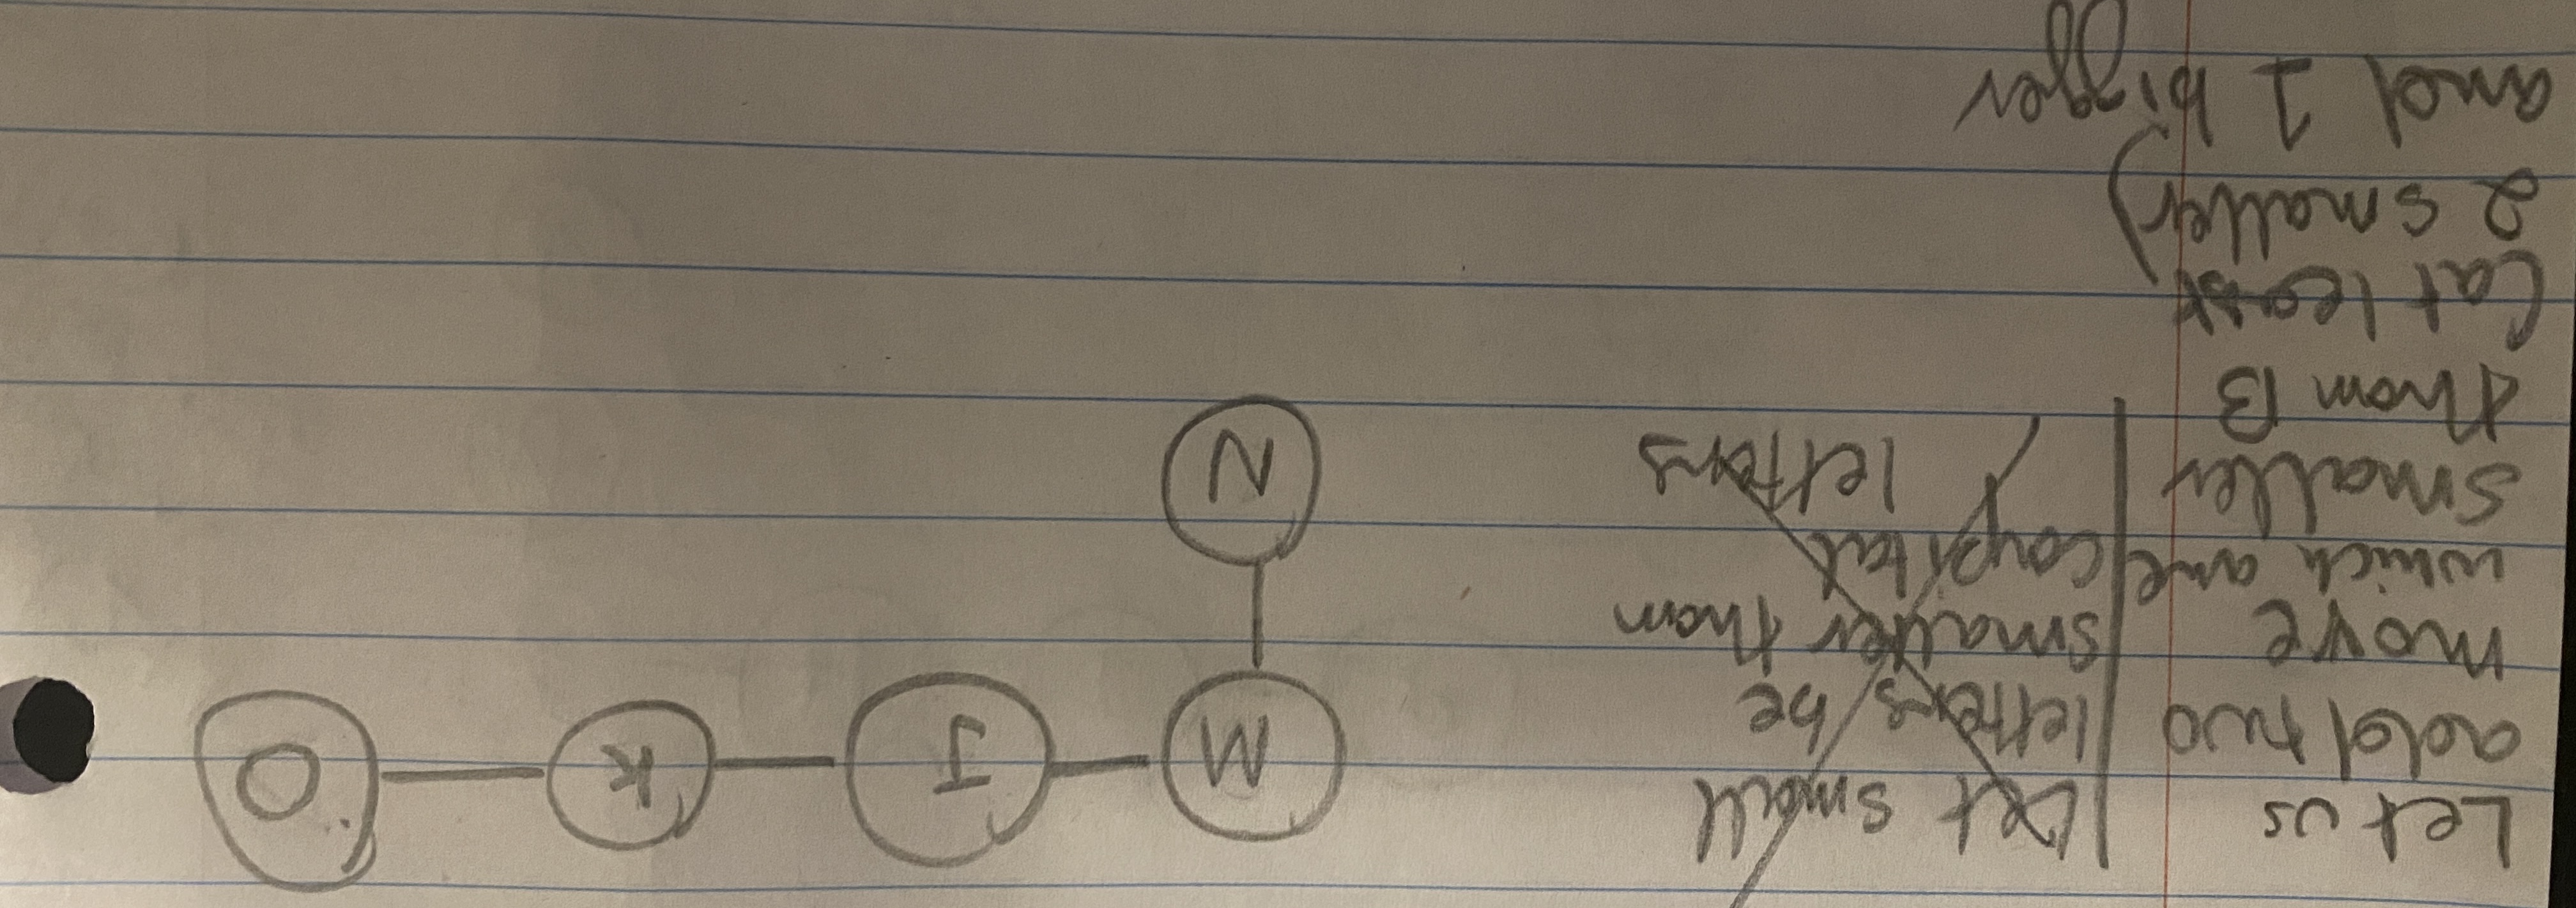 Let us
add two
more
which are
smaller
than B
(at least
2 smaller)
and 1 bigger
Let small
letters be
smaller than
capital
letters
N
M
J
K
O